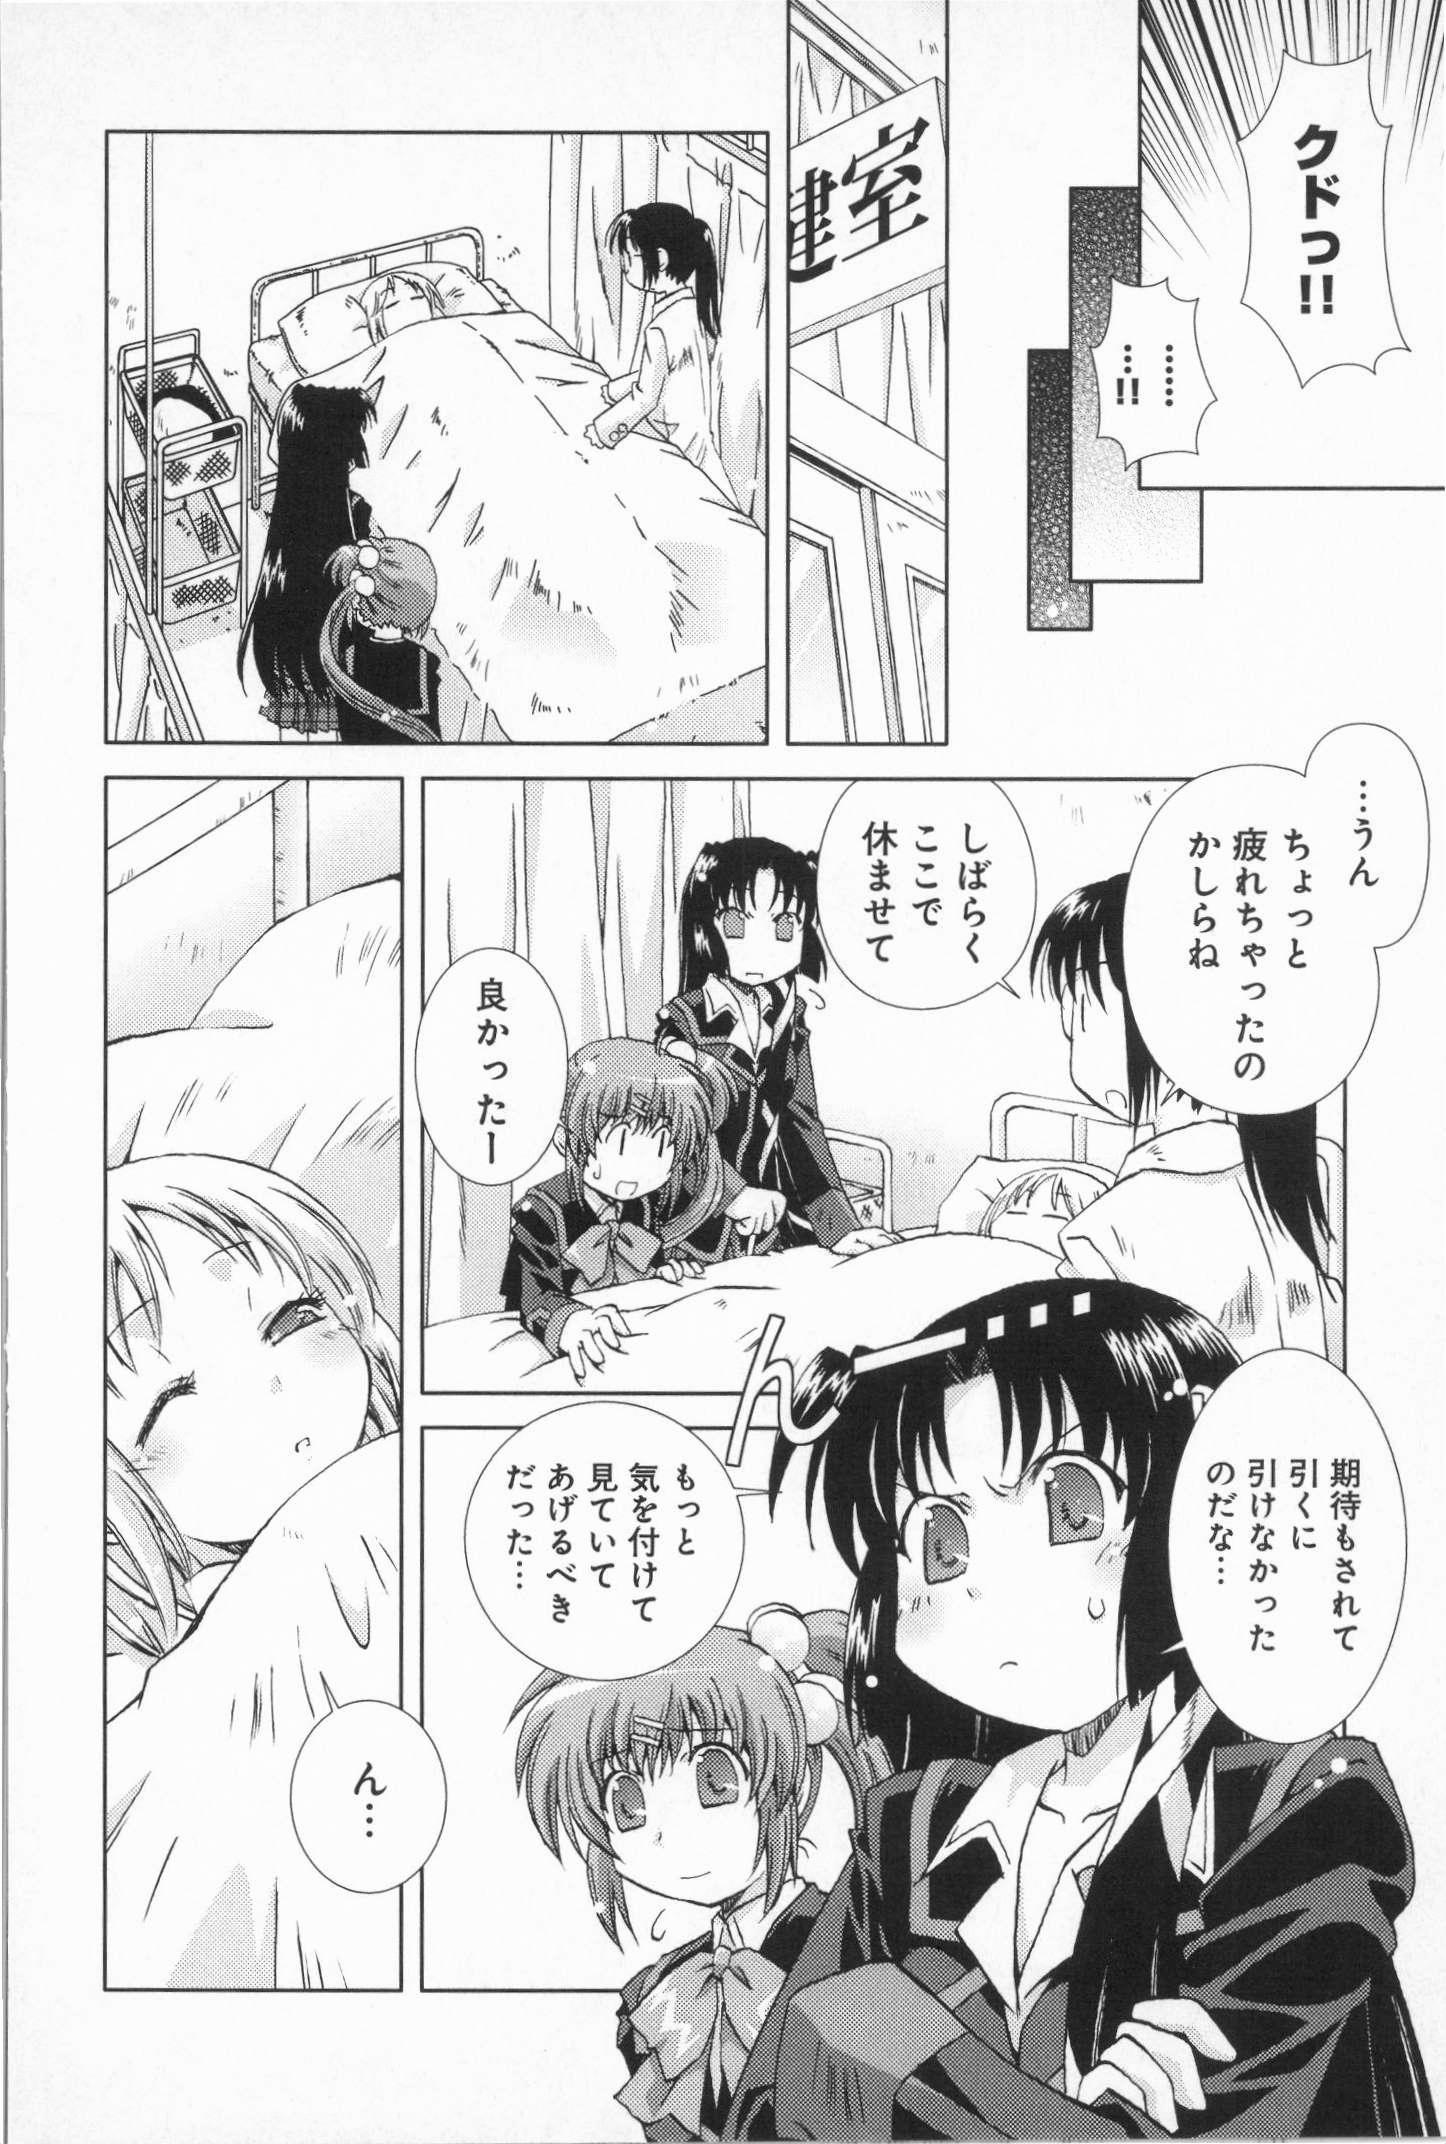 クドっ!!
……
…!!
健室
…うん
ちょっと
疲れちゃったの
かしらね
しばらく
ここで
休ませて
良かったー
期待もされて
引くに
引けなかった
のだな…
んー…
もっと
気を付けて
見ていて
あげるべき
だった…
ん…